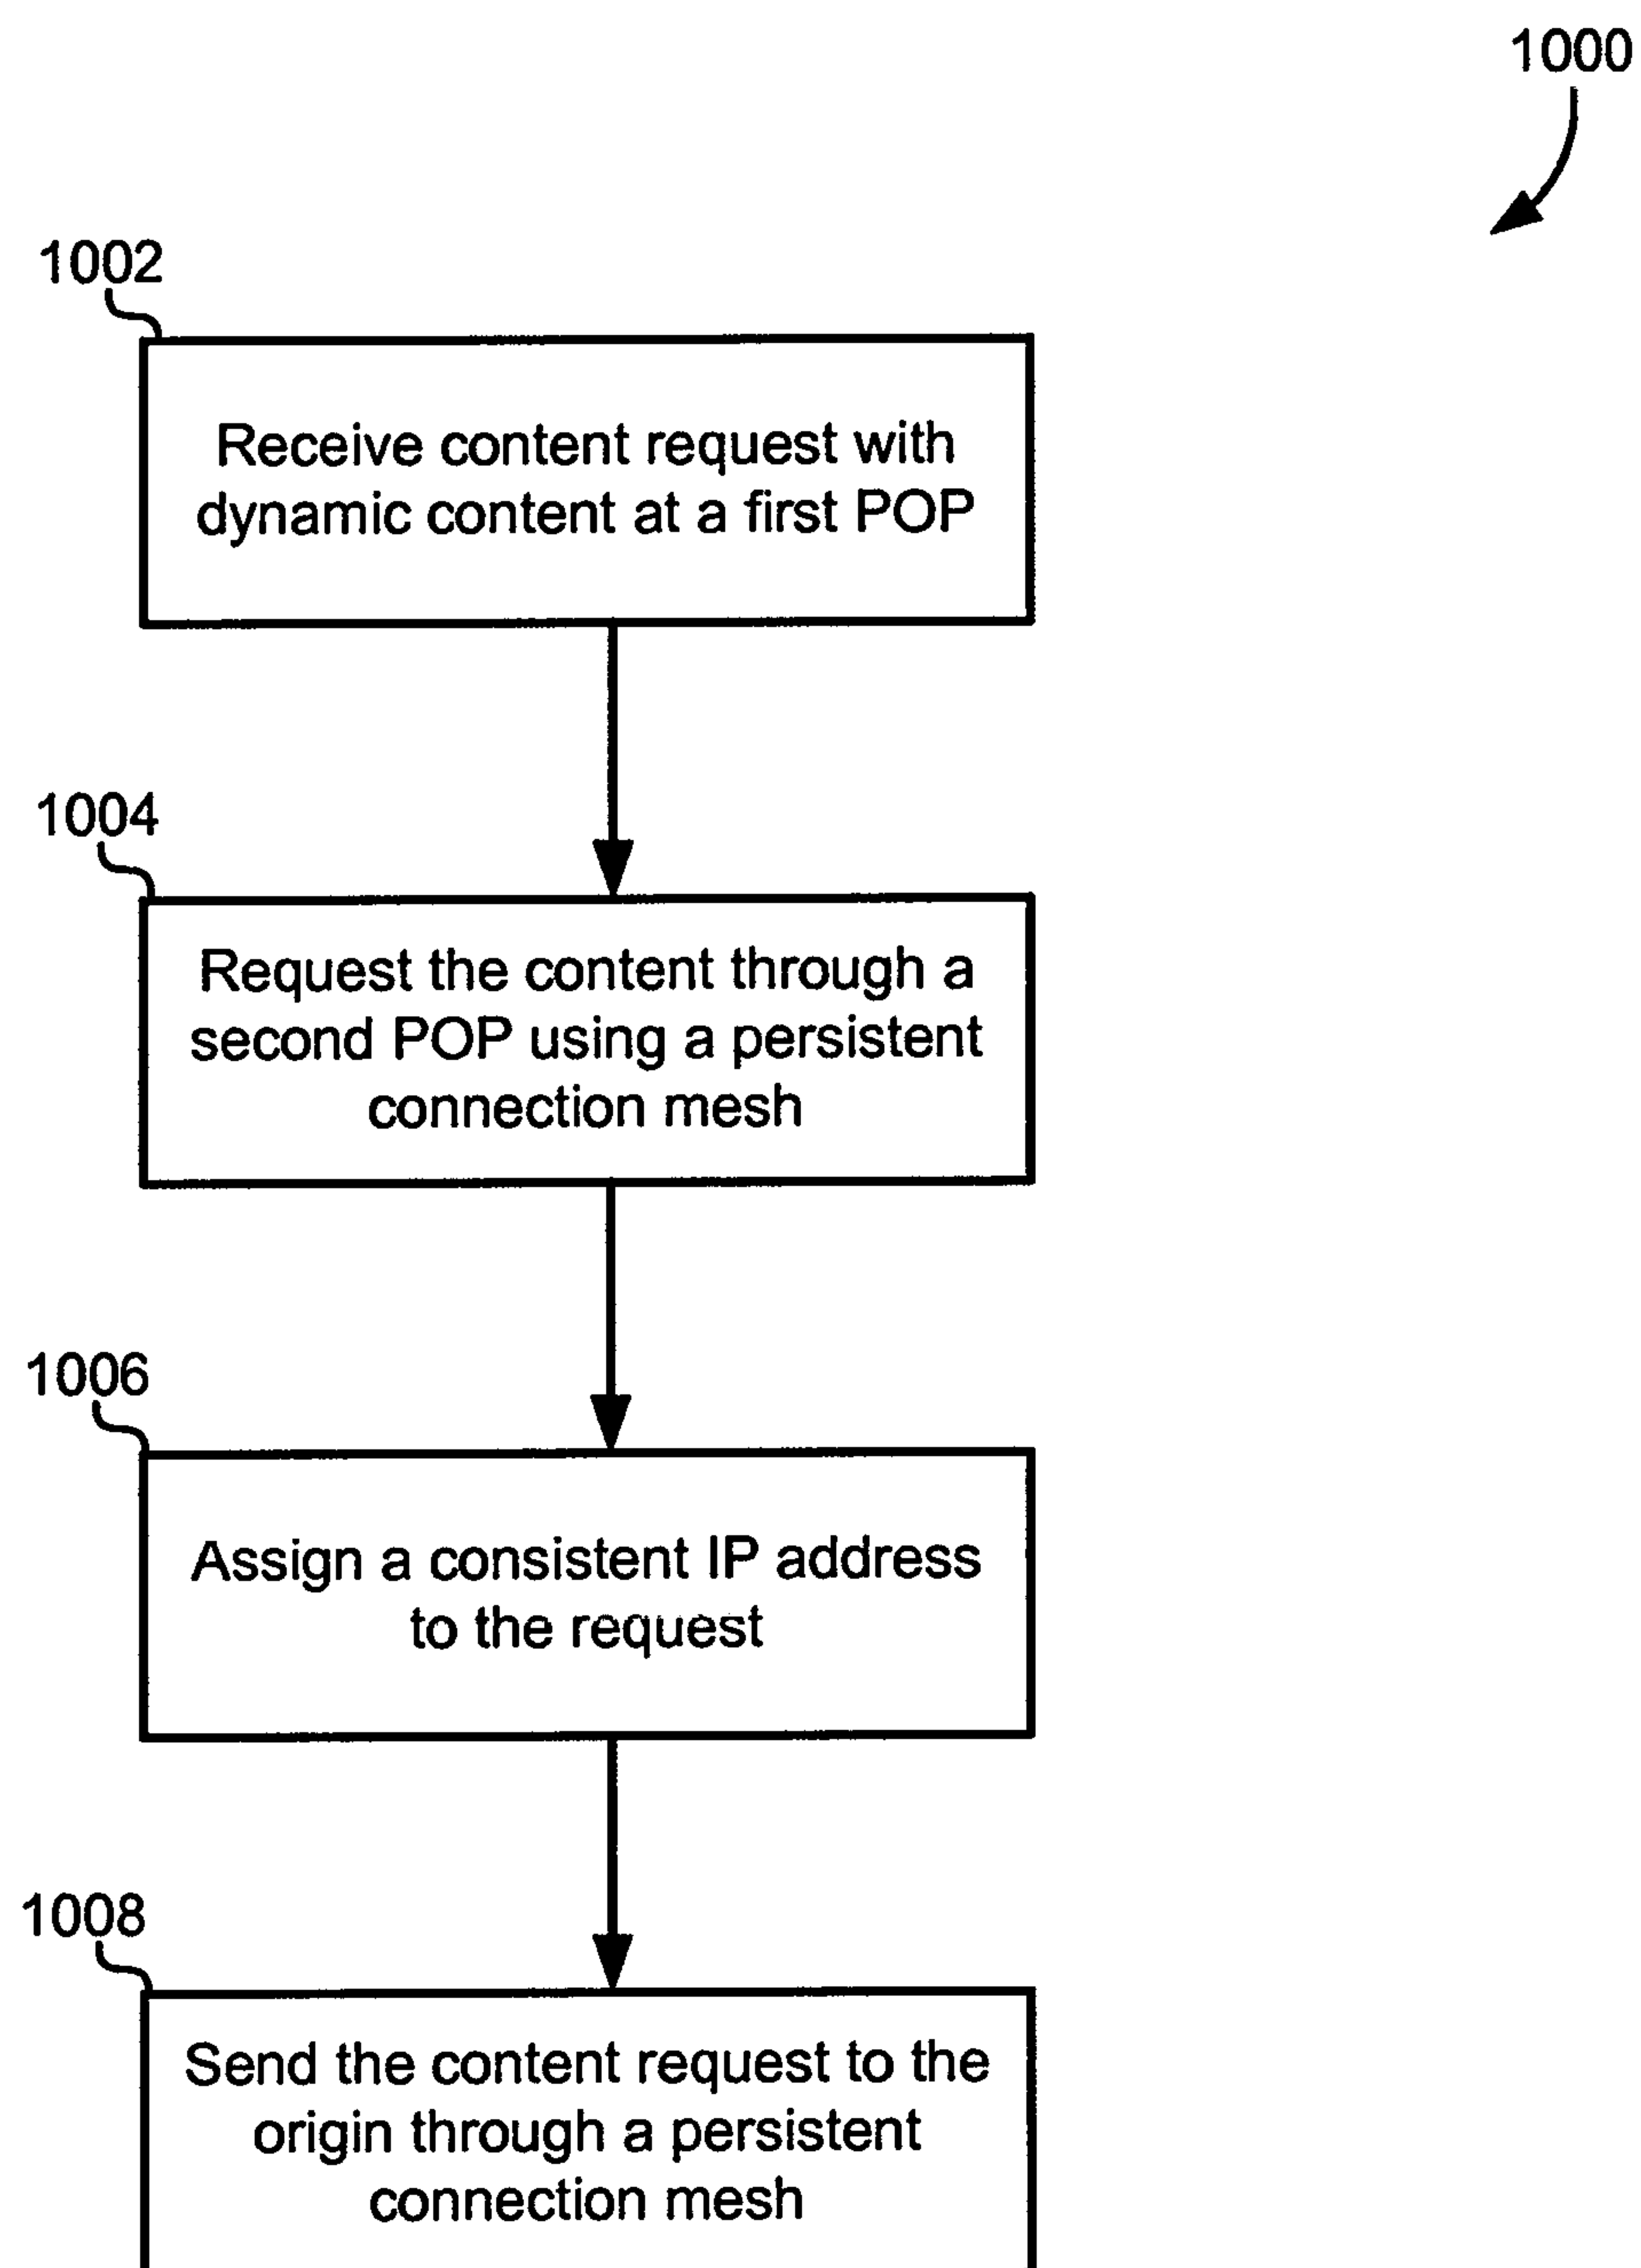 1000
1002
Receive content request with
dynamic content at a first POP
1004
Request the content through a
second POP using a persistent
connection mesh
1006
Assign a consistent IP address
to the request
1008
Send the content request to the
origin through a persistent
connection mesh